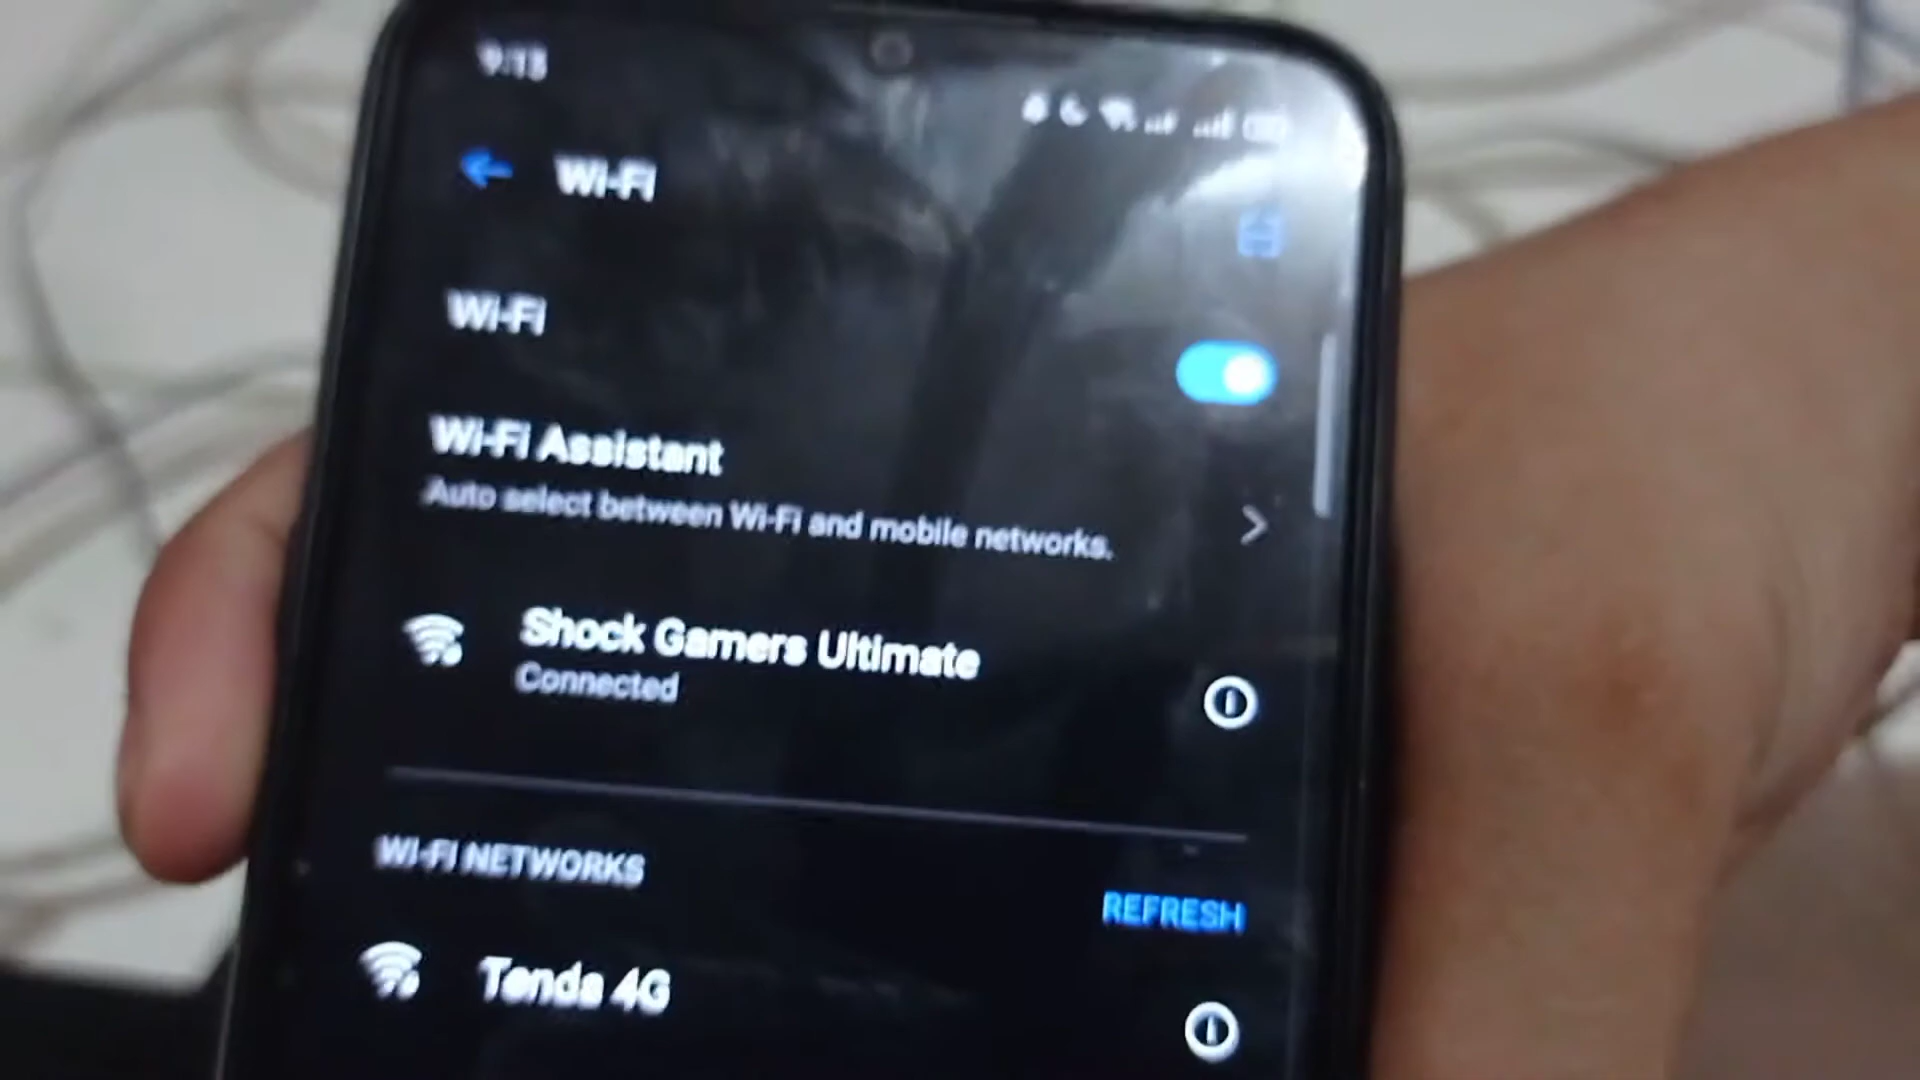 9:13
Wi-Fi
Wi-Fi
Wi-Fi Assistant
Auto select between Wi-Fi and mobile networks.
Shock Gamers Ultimate
Connected
WI-FI NETWORKS
REFRESH
Tenda 4G